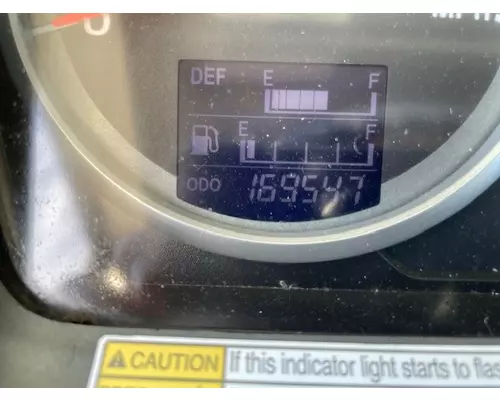 DEF E F
E F
ODO 169547
CAUTION If this indicator light starts to flas